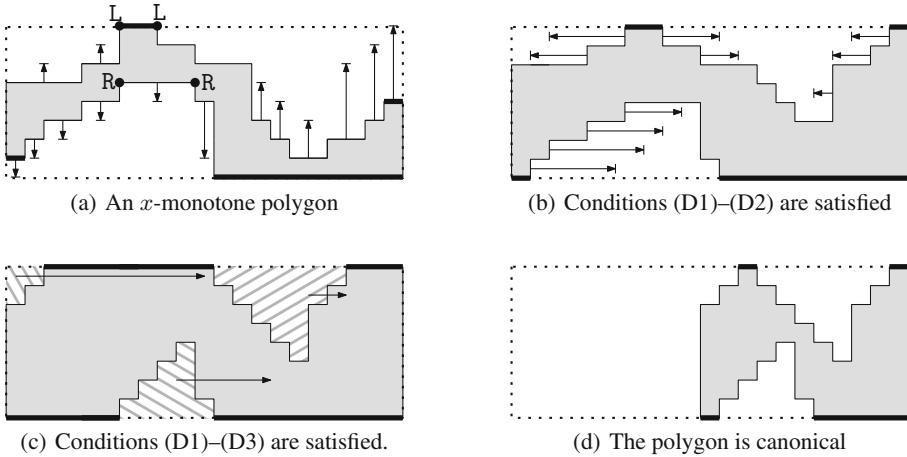 L L
R R
(a) An x-monotone polygon
(b) Conditions (D1)–(D2) are satisfied
(c) Conditions (D1)–(D3) are satisfied.
(d) The polygon is canonical